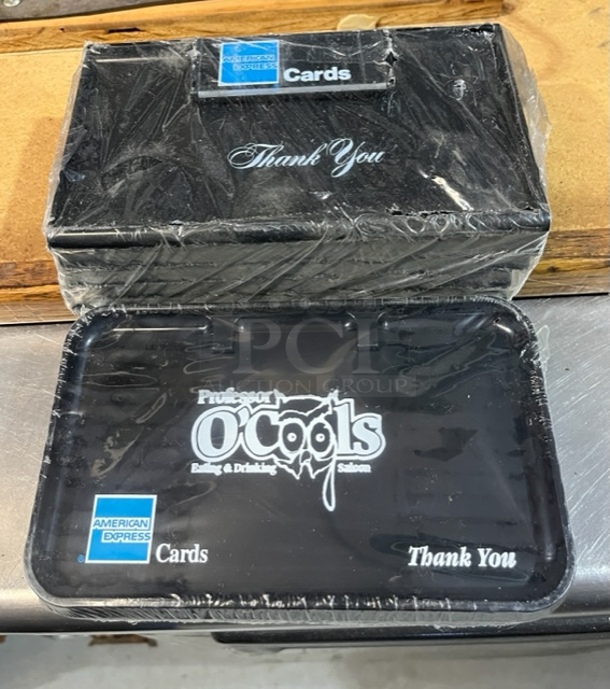 AMERICAN
EXPRESS
Cards
Thank You
PCI
AUCTION GROUP
Professor
O'Cools
Eating & Drinking Saloon
AMERICAN
EXPRESS
®
Cards
Thank You